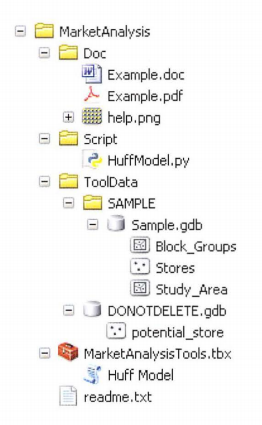 MarketAnalysis
Doc
Example.doc
Example.pdf
help.png
Script
HuffModel.py
ToolData
SAMPLE
Sample.gdb
Block_Groups
Stores
Study_Area
DONOTDELETE.gdb
potential_store
MarketAnalysisTools.tbx
Huff Model
readme.txt